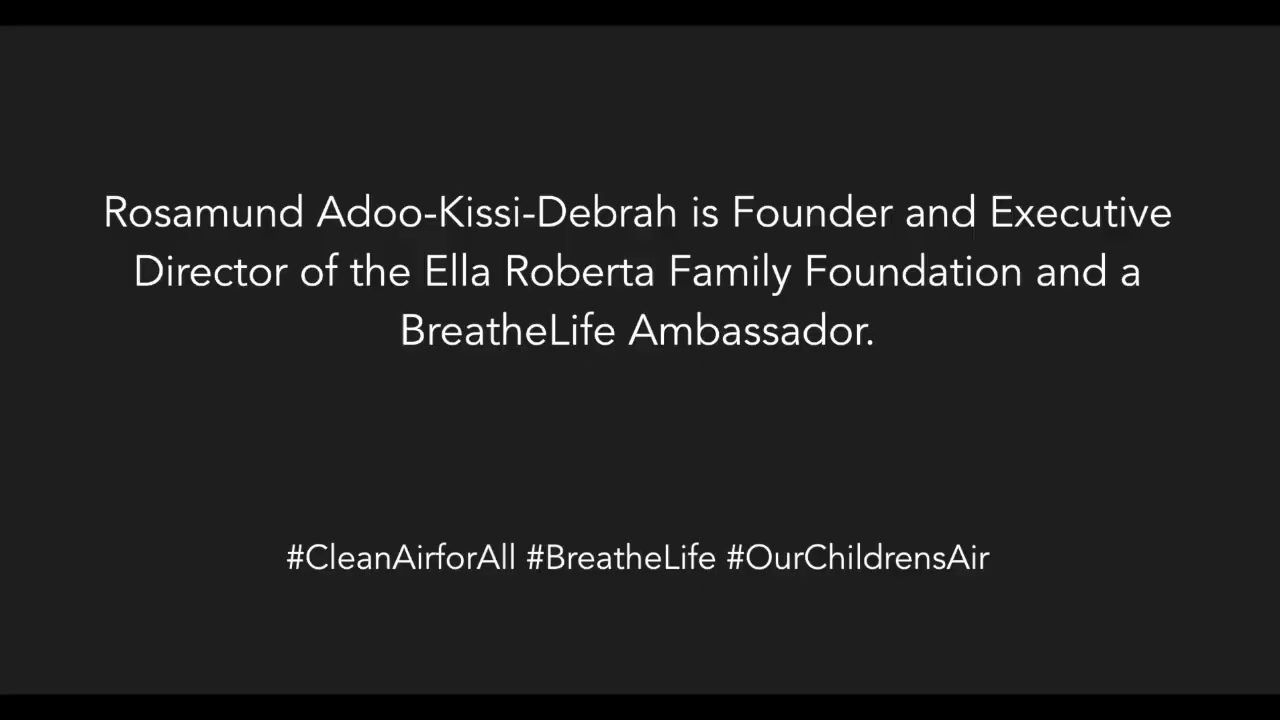 Rosamund Adoo-Kissi-Debrah is Founder and Executive
Director of the Ella Roberta Family Foundation and a
BreatheLife Ambassador.
#CleanAirforAll #BreatheLife #OurChildrensAir